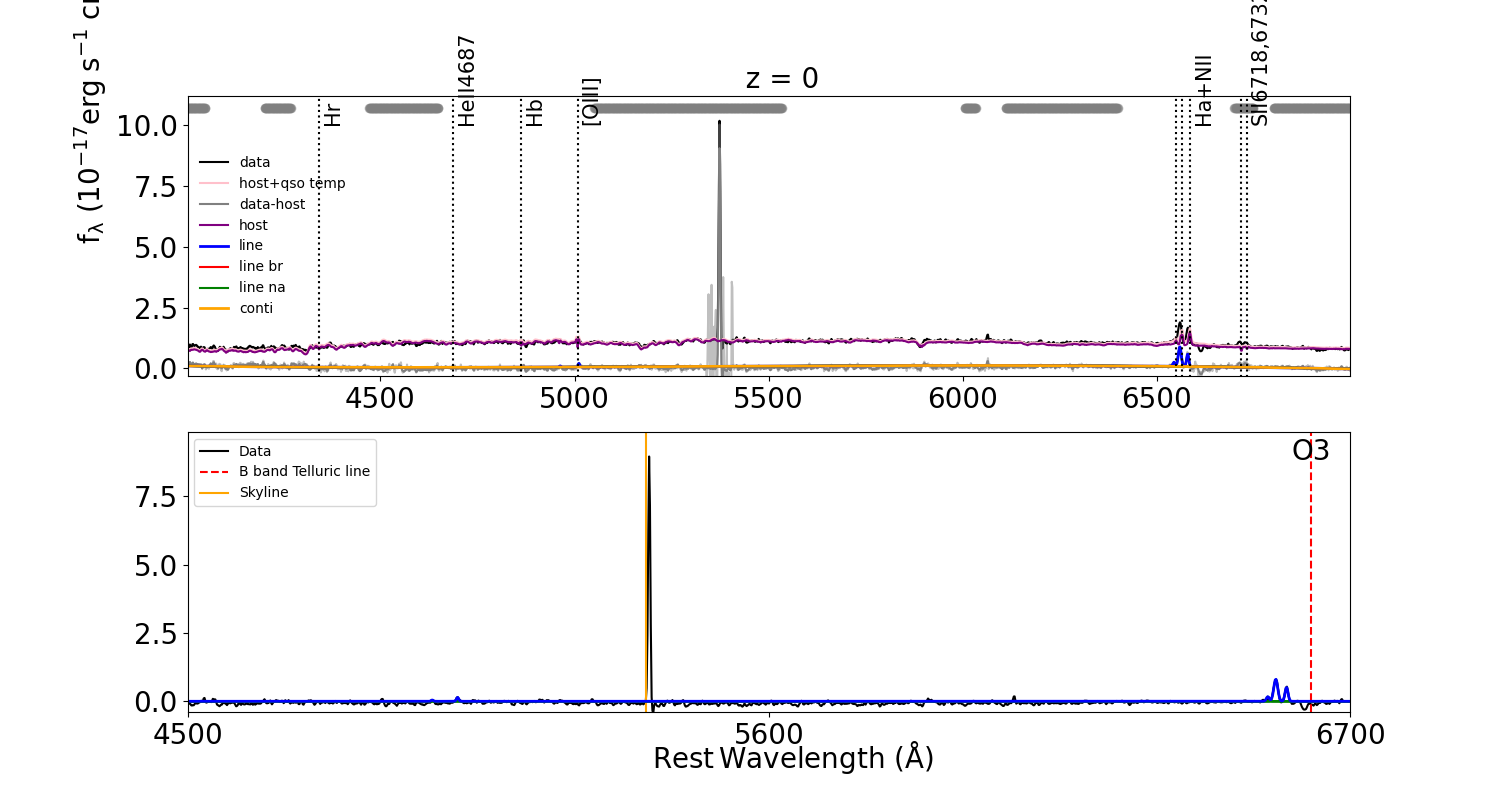 z = 0
f_λ (10^−17 erg s^−1
Hr
HeII4687
Hb
[OIII]
Ha+NII
10.0
7.5
5.0
2.5
0.0
data
host+qso temp
data-host
host
line
line br
line na
conti
4500
5000
5500
6000
6500
Data
B band Telluric line
Skyline
O3
7.5
5.0
2.5
0.0
4500
5600
6700
Rest Wavelength (Å)